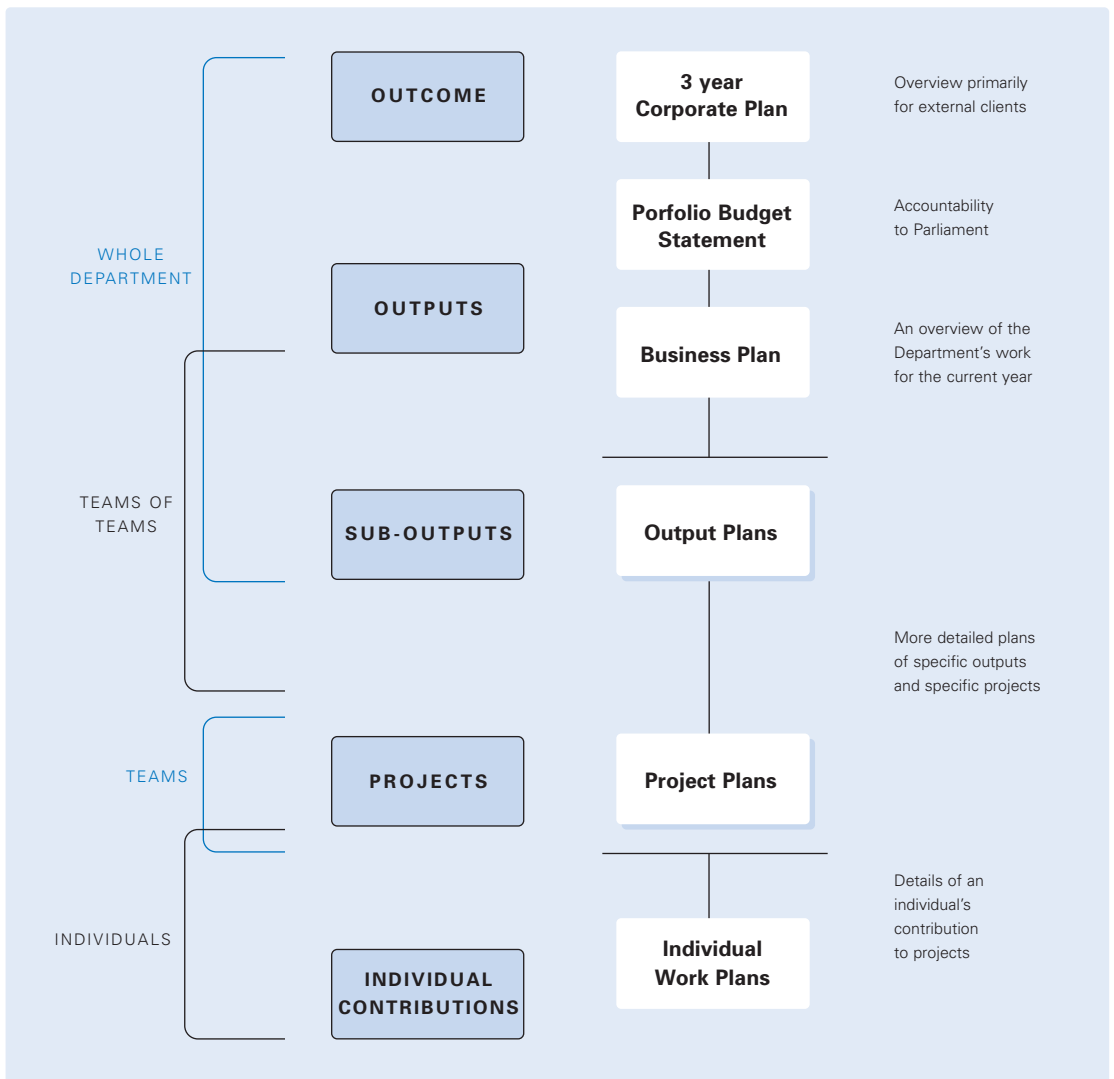 OUTCOME
3 year
Corporate Plan
Overview primarily
for external clients
Porfolio Budget
Statement
Accountability
to Parliament
WHOLE
DEPARTMENT
OUTPUTS
Business Plan
An overview of the
Department's work
for the current year
TEAMS OF
TEAMS
SUB-OUTPUTS
Output Plans
More detailed plans
of specific outputs
and specific projects
TEAMS
PROJECTS
Project Plans
INDIVIDUALS
INDIVIDUAL
CONTRIBUTIONS
Individual
Work Plans
Details of an
individual's
contribution
to projects